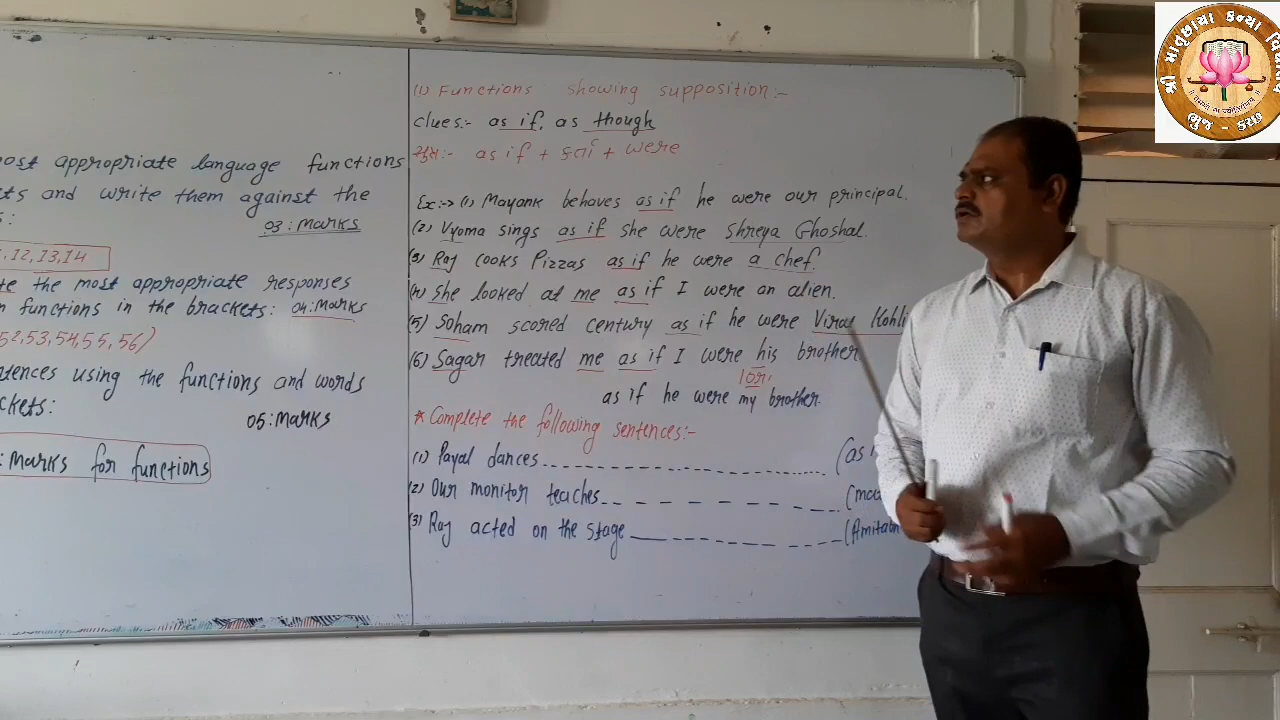 most appropriate language functions
and write them against the
03:marks
12,13,14
the most appropriate responses
functions in the brackets: 04:Marks
52,53,54,55,56)
using the functions and words
05:marks
marks for functions
(1) Functions showing supposition:-
clues:- as if, as though
સૂત્ર:- as if + કર્તા + were
Ex:-> (1) Mayank behaves as if he were our principal.
(2) Vyoma sings as if she were Shreya Ghoshal.
(3) Raj cooks Pizzas as if he were a chef.
(4) She looked at me as if I were an alien.
(5) Soham scored century as if he were Virat Kohli
(6) Sagar treated me as if I were his brother
(or)
as if he were my brother.
* Complete the following sentences:-
(1) Payal dances (as
(2) Our monitor teaches
(3) Raj acted on the stage
શ્રી માતૃછાયા કન્યા વિદ્યાલય
ભુજ - કચ્છ